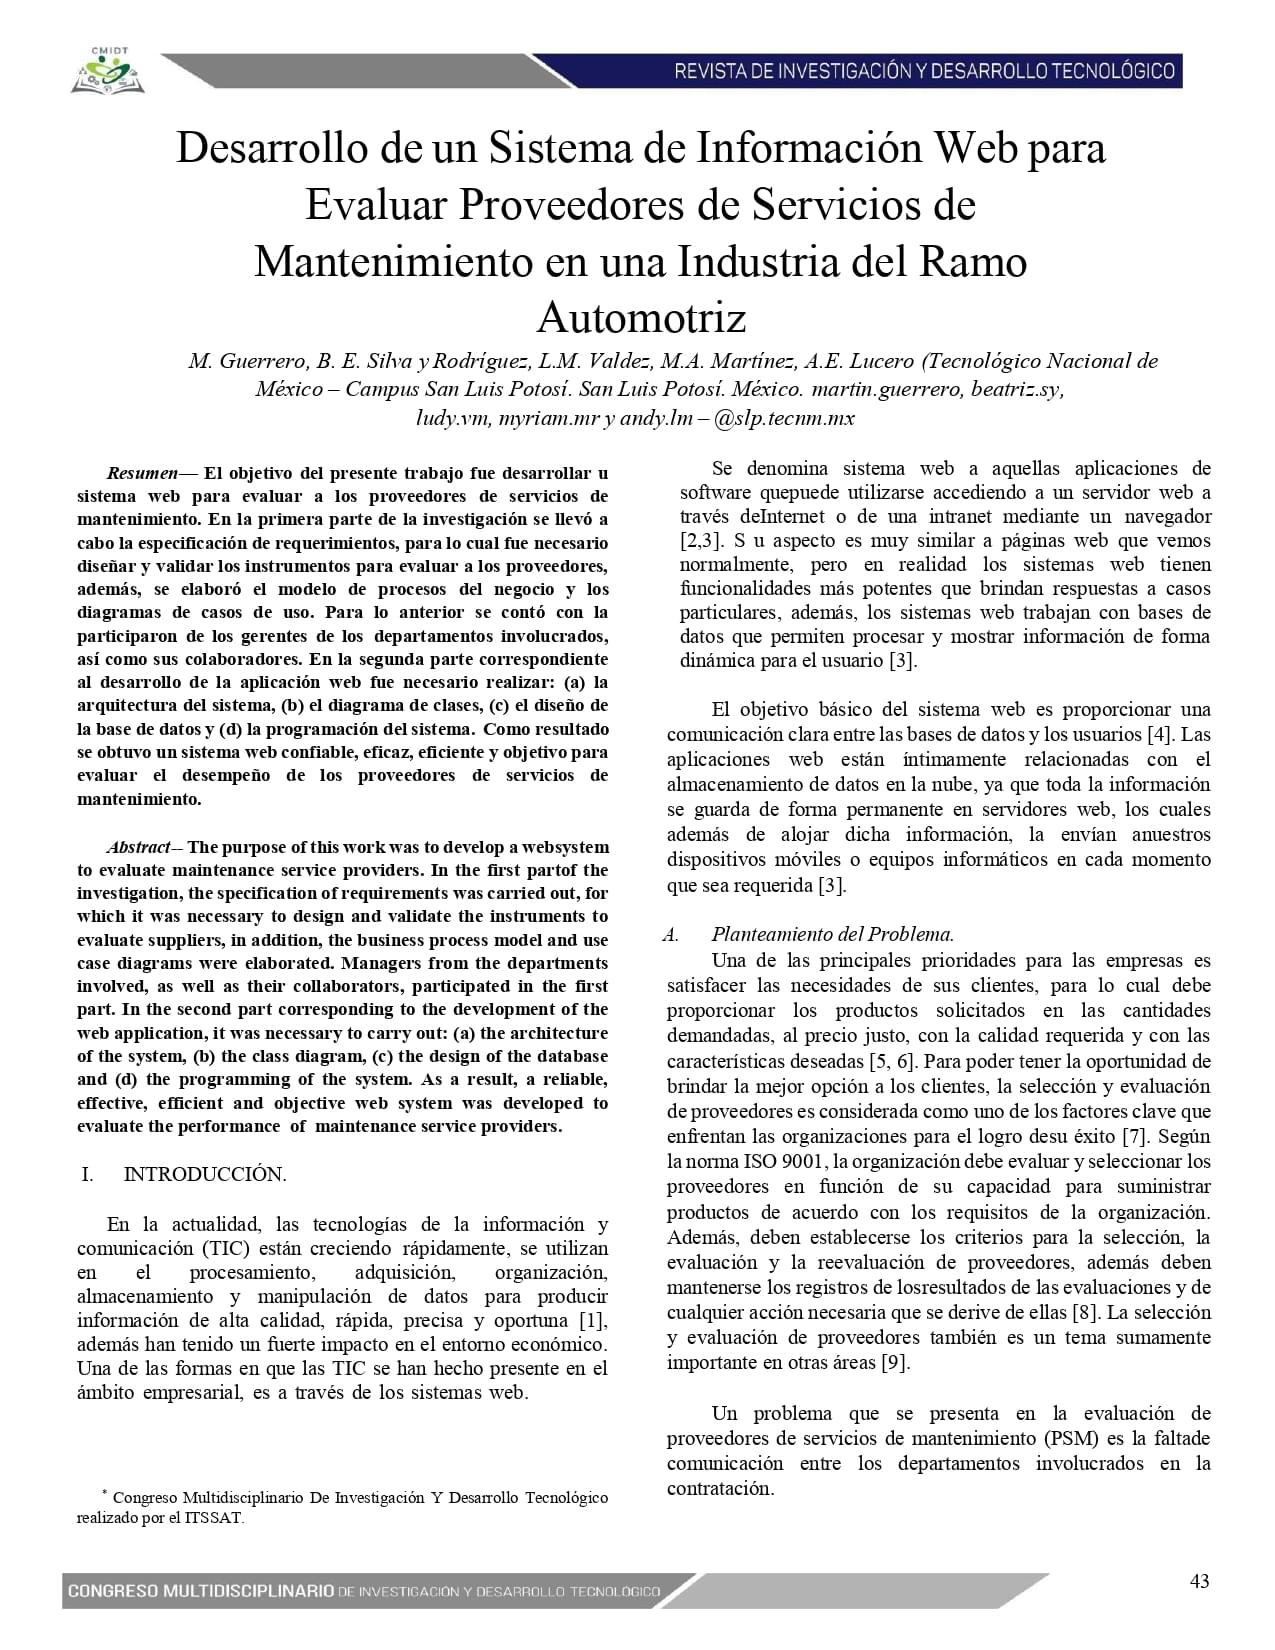 CMIDT
REVISTA DE INVESTIGACIÓN Y DESARROLLO TECNOLÓGICO
Desarrollo de un Sistema de Información Web para
Evaluar Proveedores de Servicios de
Mantenimiento en una Industria del Ramo
Automotriz
M. Guerrero, B. E. Silva y Rodríguez, L.M. Valdez, M.A. Martínez, A.E. Lucero (Tecnológico Nacional de
México – Campus San Luis Potosí. San Luis Potosí. México. martin.guerrero, beatriz.sy,
ludy.vm, myriam.mr y andy.lm – @slp.tecnm.mx
Resumen— El objetivo del presente trabajo fue desarrollar u
sistema web para evaluar a los proveedores de servicios de
mantenimiento. En la primera parte de la investigación se llevó a
cabo la especificación de requerimientos, para lo cual fue necesario
diseñar y validar los instrumentos para evaluar a los proveedores,
además, se elaboró el modelo de procesos del negocio y los
diagramas de casos de uso. Para lo anterior se contó con la
participaron de los gerentes de los departamentos involucrados,
así como sus colaboradores. En la segunda parte correspondiente
al desarrollo de la aplicación web fue necesario realizar: (a) la
arquitectura del sistema, (b) el diagrama de clases, (c) el diseño de
la base de datos y (d) la programación del sistema. Como resultado
se obtuvo un sistema web confiable, eficaz, eficiente y objetivo para
evaluar el desempeño de los proveedores de servicios de
mantenimiento.
Abstract-- The purpose of this work was to develop a websystem
to evaluate maintenance service providers. In the first partof the
investigation, the specification of requirements was carried out, for
which it was necessary to design and validate the instruments to
evaluate suppliers, in addition, the business process model and use
case diagrams were elaborated. Managers from the departments
involved, as well as their collaborators, participated in the first
part. In the second part corresponding to the development of the
web application, it was necessary to carry out: (a) the architecture
of the system, (b) the class diagram, (c) the design of the database
and (d) the programming of the system. As a result, a reliable,
effective, efficient and objective web system was developed to
evaluate the performance of maintenance service providers.
I. INTRODUCCIÓN.
En la actualidad, las tecnologías de la información y
comunicación (TIC) están creciendo rápidamente, se utilizan
en el procesamiento, adquisición, organización,
almacenamiento y manipulación de datos para producir
información de alta calidad, rápida, precisa y oportuna [1],
además han tenido un fuerte impacto en el entorno económico.
Una de las formas en que las TIC se han hecho presente en el
ámbito empresarial, es a través de los sistemas web.
* Congreso Multidisciplinario De Investigación Y Desarrollo Tecnológico
realizado por el ITSSAT.
Se denomina sistema web a aquellas aplicaciones de
software quepuede utilizarse accediendo a un servidor web a
través deInternet o de una intranet mediante un navegador
[2,3]. S u aspecto es muy similar a páginas web que vemos
normalmente, pero en realidad los sistemas web tienen
funcionalidades más potentes que brindan respuestas a casos
particulares, además, los sistemas web trabajan con bases de
datos que permiten procesar y mostrar información de forma
dinámica para el usuario [3].
El objetivo básico del sistema web es proporcionar una
comunicación clara entre las bases de datos y los usuarios [4]. Las
aplicaciones web están íntimamente relacionadas con el
almacenamiento de datos en la nube, ya que toda la información
se guarda de forma permanente en servidores web, los cuales
además de alojar dicha información, la envían anuestros
dispositivos móviles o equipos informáticos en cada momento
que sea requerida [3].
A. Planteamiento del Problema.
Una de las principales prioridades para las empresas es
satisfacer las necesidades de sus clientes, para lo cual debe
proporcionar los productos solicitados en las cantidades
demandadas, al precio justo, con la calidad requerida y con las
características deseadas [5, 6]. Para poder tener la oportunidad de
brindar la mejor opción a los clientes, la selección y evaluación
de proveedores es considerada como uno de los factores clave que
enfrentan las organizaciones para el logro desu éxito [7]. Según
la norma ISO 9001, la organización debe evaluar y seleccionar los
proveedores en función de su capacidad para suministrar
productos de acuerdo con los requisitos de la organización.
Además, deben establecerse los criterios para la selección, la
evaluación y la reevaluación de proveedores, además deben
mantenerse los registros de losresultados de las evaluaciones y de
cualquier acción necesaria que se derive de ellas [8]. La selección
y evaluación de proveedores también es un tema sumamente
importante en otras áreas [9].
Un problema que se presenta en la evaluación de
proveedores de servicios de mantenimiento (PSM) es la faltade
comunicación entre los departamentos involucrados en la
contratación.
CONGRESO MULTIDISCIPLINARIO DE INVESTIGACIÓN Y DESARROLLO TECNOLÓGICO
43